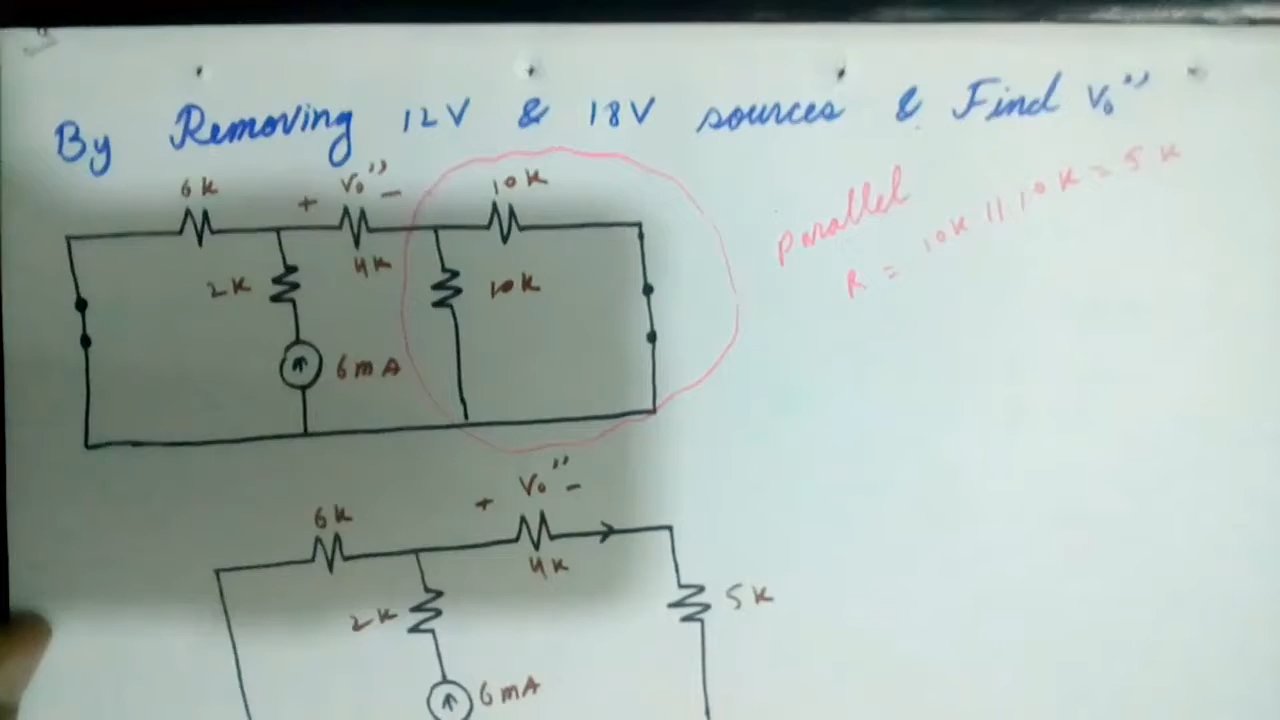 By Removing 12V & 18V sources & Find V₀"
parallel
R = 10K || 10K = 5K
6K
+ V₀" -
10K
2K
4K
10K
6mA
+ V₀" -
6K
4K
2K
5K
6mA